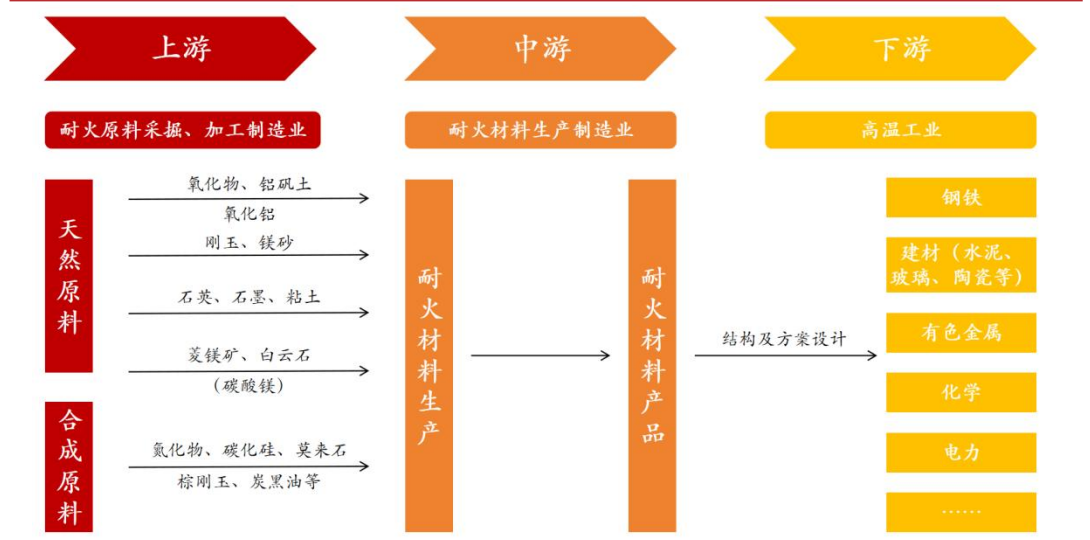 上游
中游
下游
耐火原料采掘、加工制造业
耐火材料生产制造业
高温工业
天然原料
氧化物、铝矾土
氧化铝
刚玉、镁砂
石英、石墨、粘土
菱镁矿、白云石
(碳酸镁)
合成原料
氮化物、碳化硅、莫来石
棕刚玉、炭黑油等
耐火材料生产
耐火材料产品
结构及方案设计
钢铁
建材（水泥、
玻璃、陶瓷等）
有色金属
化学
电力
……